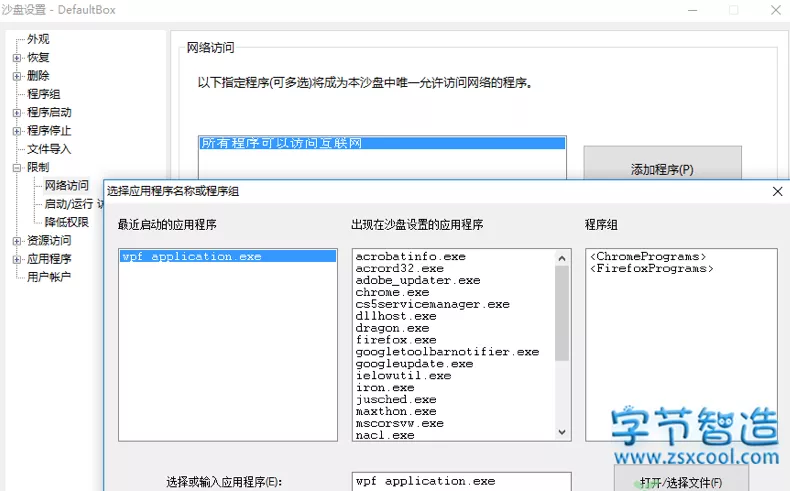 沙盘设置 - DefaultBox
外观
恢复
删除
程序组
程序启动
程序停止
文件导入
限制
网络访问
启动/运行 访
降低权限
资源访问
应用程序
用户帐户
网络访问
以下指定程序(可多选)将成为本沙盘中唯一允许访问网络的程序。
所有程序可以访问互联网
添加程序(P)
选择应用程序名称或程序组
最近启动的应用程序
wpf application.exe
出现在沙盘设置的应用程序
acrobatinfo.exe
acrord32.exe
adobe_updater.exe
chrome.exe
cs5servicemanager.exe
dllhost.exe
dragon.exe
firefox.exe
googletoolbarnotifier.exe
googleupdate.exe
ielowutil.exe
iron.exe
jusched.exe
maxthon.exe
mscorsvw.exe
nacl.exe
程序组
<ChromePrograms>
<FirefoxPrograms>
选择或输入应用程序(E):
wpf application.exe
打开/选择文件(F)
字节智造
www.zsxcool.com